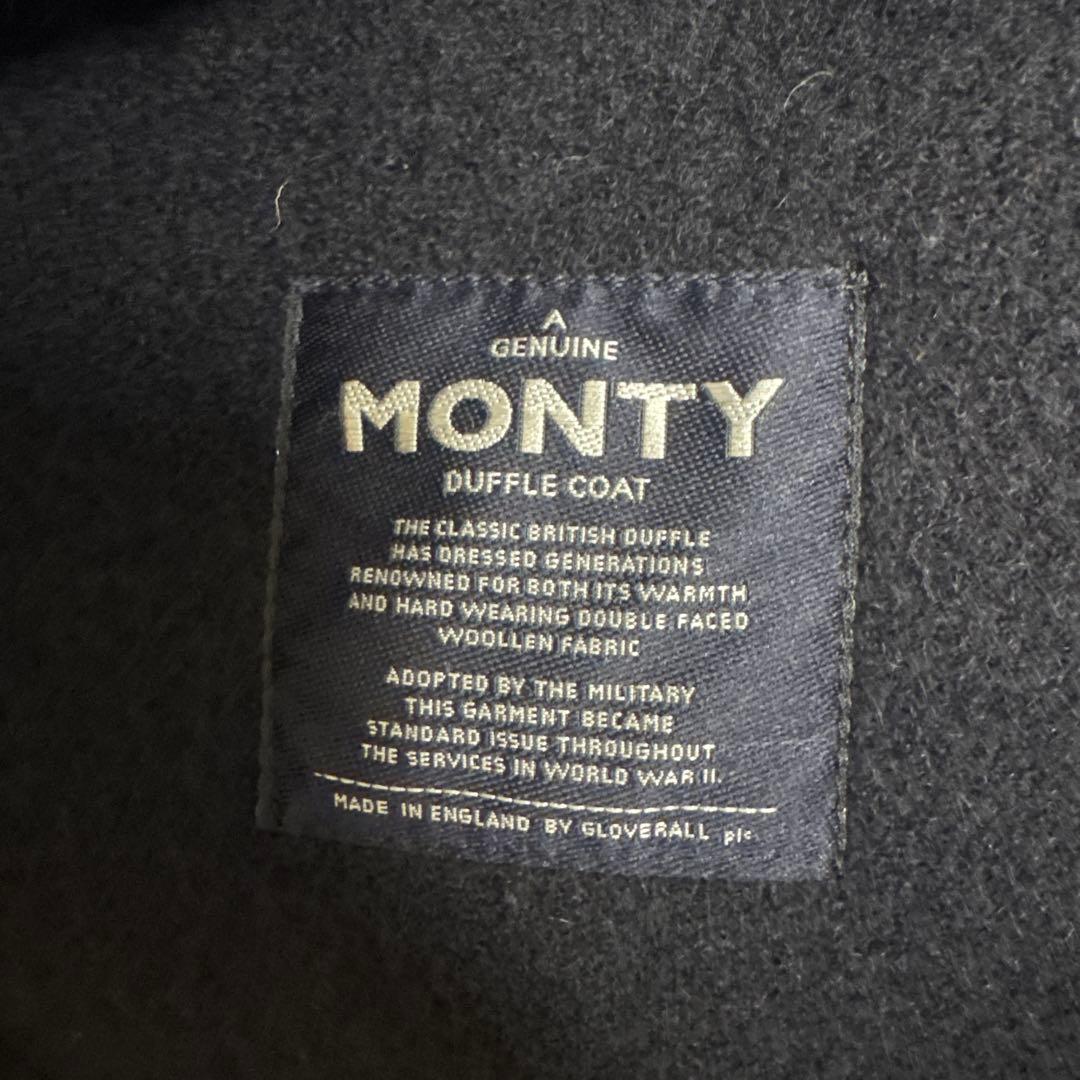 A
GENUINE
MONTY
DUFFLE COAT
THE CLASSIC BRITISH DUFFLE
HAS DRESSED GENERATIONS
RENOWNED FOR BOTH ITS WARMTH
AND HARD WEARING DOUBLE FACED
WOOLLEN FABRIC
ADOPTED BY THE MILITARY
THIS GARMENT BECAME
STANDARD ISSUE THROUGHOUT
THE SERVICES IN WORLD WAR II.
MADE IN ENGLAND BY GLOVERALL plc